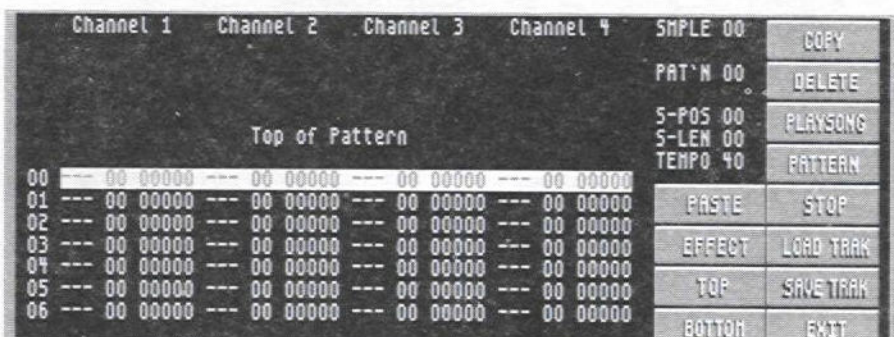 Channel 1 Channel 2 Channel 3 Channel 4 SMPLE 00 COPY
PAT'N 00 DELETE
S-POS 00 PLAYSONG
S-LEN 00
Top of Pattern
TEMPO 40 PATTERN
00 --- 00 00000 --- 00 00000 --- 00 00000 --- 00 00000
01 --- 00 00000 --- 00 00000 --- 00 00000 --- 00 00000 PASTE STOP
02 --- 00 00000 --- 00 00000 --- 00 00000 --- 00 00000
03 --- 00 00000 --- 00 00000 --- 00 00000 --- 00 00000 EFFECT LOAD TRAK
04 --- 00 00000 --- 00 00000 --- 00 00000 --- 00 00000
05 --- 00 00000 --- 00 00000 --- 00 00000 --- 00 00000 TOP SAVE TRAK
06 --- 00 00000 --- 00 00000 --- 00 00000 --- 00 00000
BOTTOM EXIT